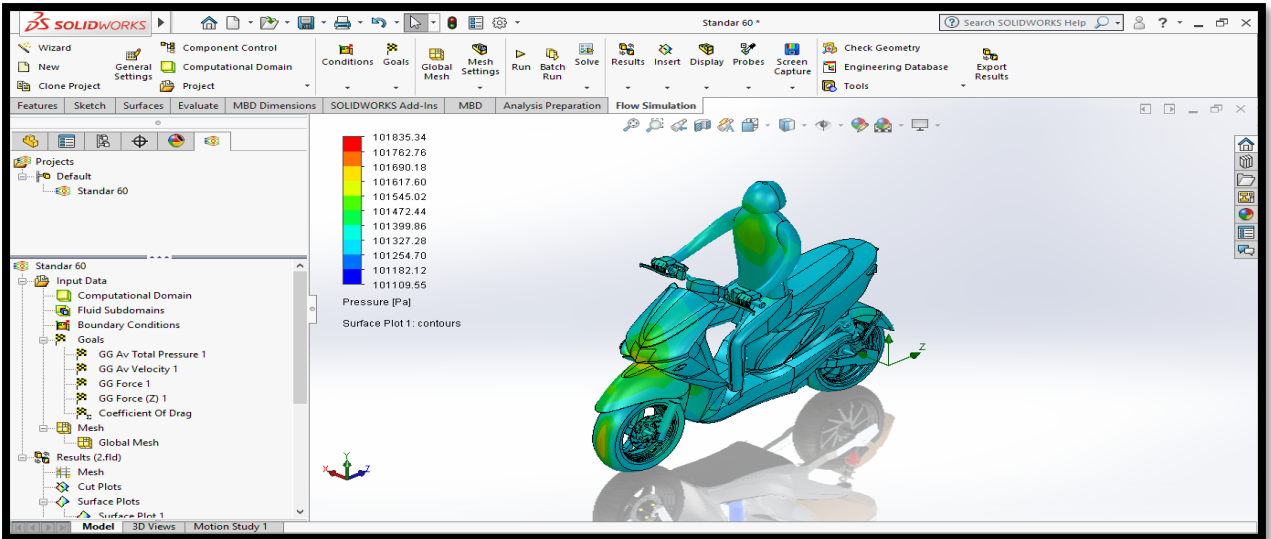 SOLIDWORKS
Standar 60 *
Search SOLIDWORKS Help
?
Wizard
New
Clone Project
General Settings
Component Control
Computational Domain
Project
Conditions
Goals
Global Mesh
Mesh Settings
Run
Batch Run
Solve
Results
Insert
Display
Probes
Screen Capture
Check Geometry
Engineering Database
Tools
Export Results
Features
Sketch
Surfaces
Evaluate
MBD Dimensions
SOLIDWORKS Add-Ins
MBD
Analysis Preparation
Flow Simulation
Projects
Default
Standar 60
Standar 60
Input Data
Computational Domain
Fluid Subdomains
Boundary Conditions
Goals
GG Av Total Pressure 1
GG Av Velocity 1
GG Force 1
GG Force (Z) 1
Coefficient Of Drag
Mesh
Global Mesh
Results (2.fld)
Mesh
Cut Plots
Surface Plots
Surface Plot 1
101835.34
101762.76
101690.18
101617.60
101545.02
101472.44
101399.86
101327.28
101254.70
101182.12
101109.55
Pressure [Pa]
Surface Plot 1: contours
Z
Y
X
Z
Model
3D Views
Motion Study 1